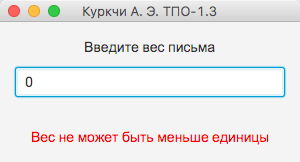 Куркчи А. Э. ТПО-1.3
Введите вес письма
0
Вес не может быть меньше единицы